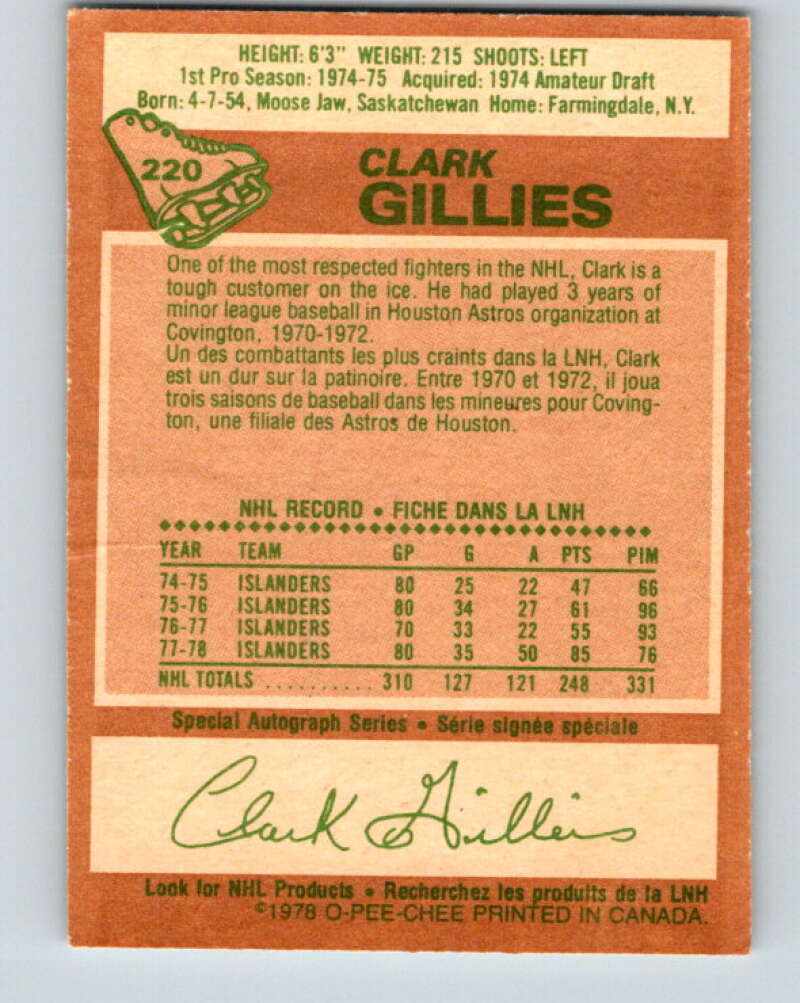 HEIGHT: 6'3" WEIGHT: 215 SHOOTS: LEFT
1st Pro Season: 1974-75 Acquired: 1974 Amateur Draft
Born: 4-7-54, Moose Jaw, Saskatchewan Home: Farmingdale, N.Y.
220
CLARK
GILLIES
One of the most respected fighters in the NHL, Clark is a
tough customer on the ice. He had played 3 years of
minor league baseball in Houston Astros organization at
Covington, 1970-1972.
Un des combattants les plus craints dans la LNH, Clark
est un dur sur la patinoire. Entre 1970 et 1972, il joua
trois saisons de baseball dans les mineures pour Coving-
ton, une filiale des Astros de Houston.
NHL RECORD • FICHE DANS LA LNH
YEAR TEAM GP G A PTS PIM
74-75 ISLANDERS 80 25 22 47 66
75-76 ISLANDERS 80 34 27 61 96
76-77 ISLANDERS 70 33 22 55 93
77-78 ISLANDERS 80 35 50 85 76
NHL TOTALS .......... 310 127 121 248 331
Special Autograph Series • Série signée spéciale
Clark Gillies
Look for NHL Products • Recherchez les produits de la LNH
©1978 O-PEE-CHEE PRINTED IN CANADA.